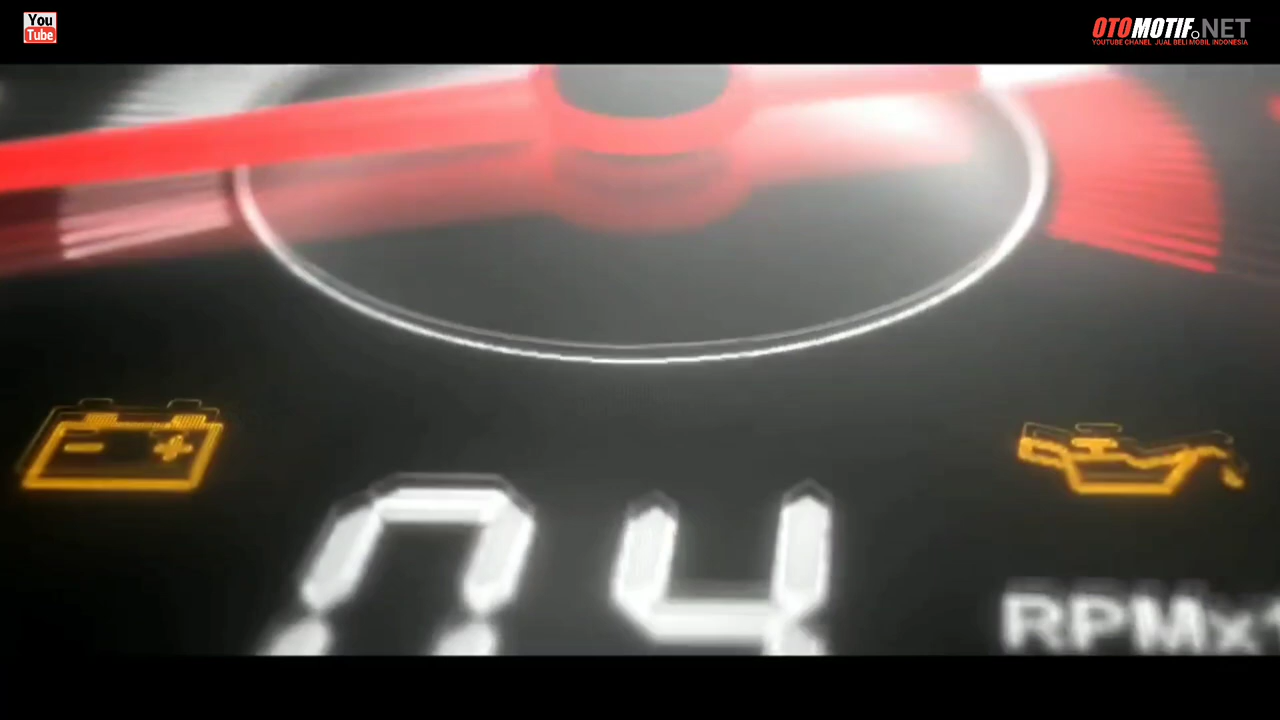 You
Tube
OTOMOTIF.NET
YOUTUBE CHANEL JUAL BELI MOBIL INDONESIA
04
RPMx1